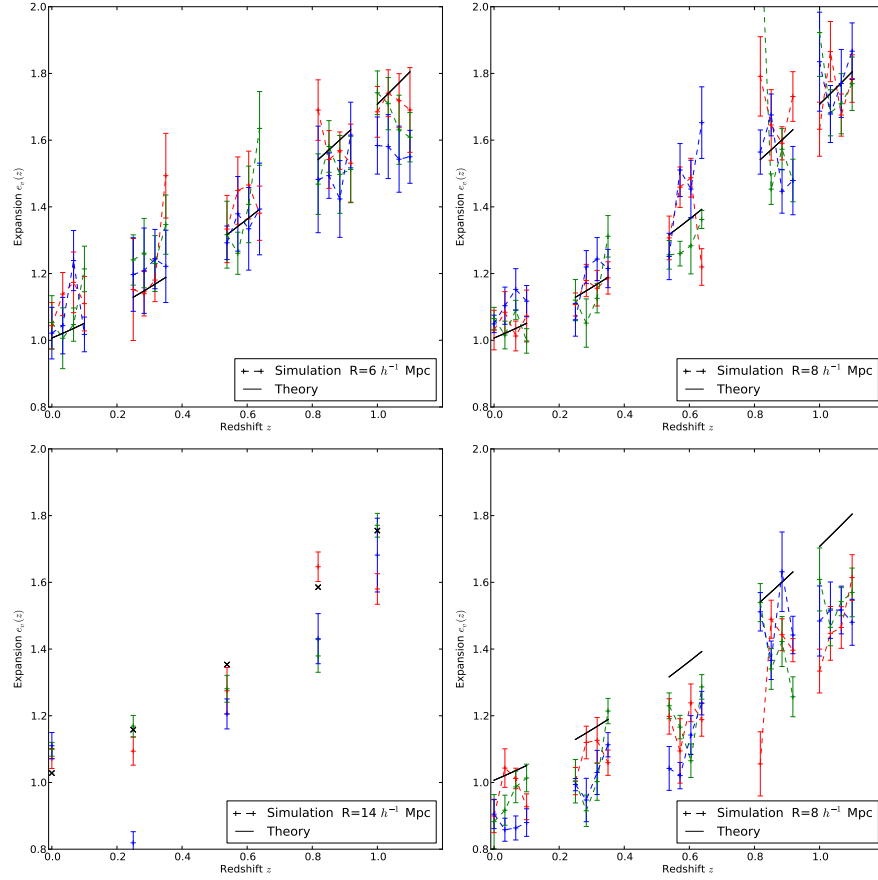 2.0
1.8
1.6
1.4
1.2
1.0
0.8
Expansion e_v(z)
0.0 0.2 0.4 0.6 0.8 1.0
Redshift z
Simulation R=6 h⁻¹ Mpc
Theory
2.0
1.8
1.6
1.4
1.2
1.0
0.8
Expansion e_v(z)
0.0 0.2 0.4 0.6 0.8 1.0
Redshift z
Simulation R=8 h⁻¹ Mpc
Theory
2.0
1.8
1.6
1.4
1.2
1.0
0.8
Expansion e_v(z)
0.0 0.2 0.4 0.6 0.8 1.0
Redshift z
Simulation R=14 h⁻¹ Mpc
Theory
2.0
1.8
1.6
1.4
1.2
1.0
0.8
Expansion e_v(z)
0.0 0.2 0.4 0.6 0.8 1.0
Redshift z
Simulation R=8 h⁻¹ Mpc
Theory